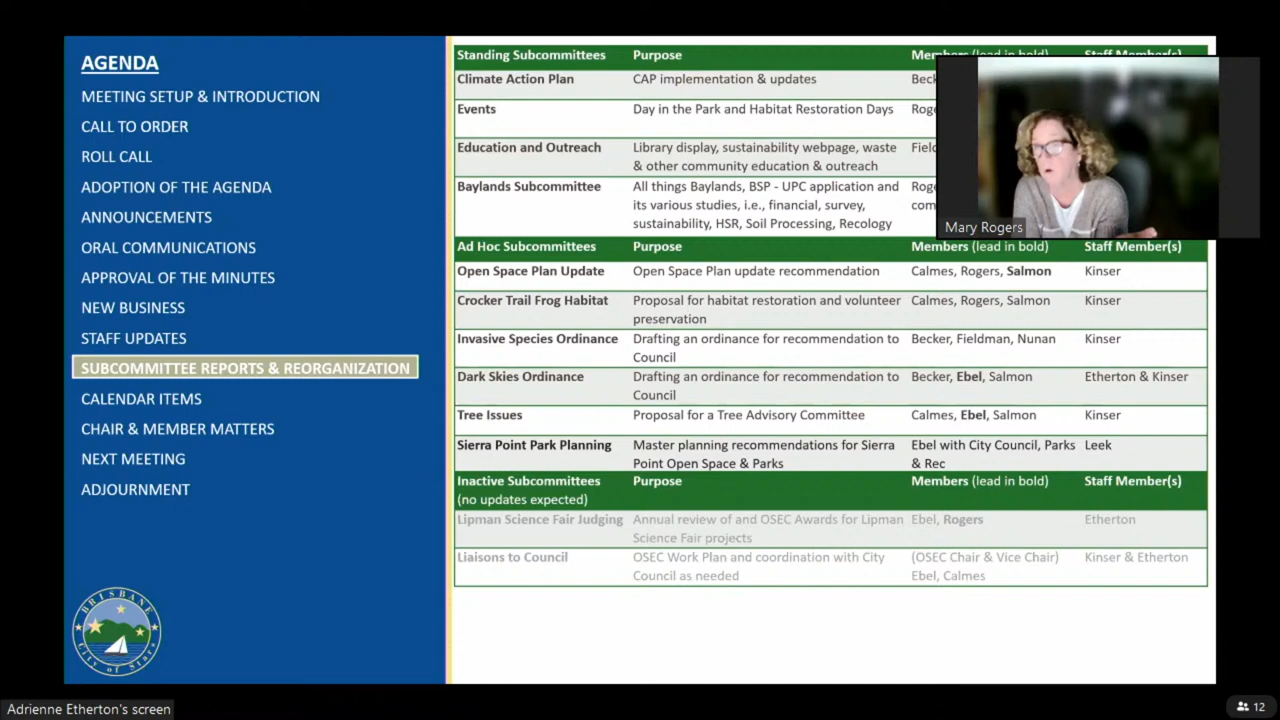 AGENDA
MEETING SETUP & INTRODUCTION
CALL TO ORDER
ROLL CALL
ADOPTION OF THE AGENDA
ANNOUNCEMENTS
ORAL COMMUNICATIONS
APPROVAL OF THE MINUTES
NEW BUSINESS
STAFF UPDATES
SUBCOMMITTEE REPORTS & REORGANIZATION
CALENDAR ITEMS
CHAIR & MEMBER MATTERS
NEXT MEETING
ADJOURNMENT
BRISBANE
City of Stars
Standing Subcommittees Purpose Members (lead in bold) Staff Member(s)
Climate Action Plan CAP implementation & updates Beck
Events Day in the Park and Habitat Restoration Days Roge
Education and Outreach Library display, sustainability webpage, waste Field
& other community education & outreach
Baylands Subcommittee All things Baylands, BSP - UPC application and Roge
its various studies, i.e., financial, survey, com
sustainability, HSR, Soil Processing, Recology
Mary Rogers
Ad Hoc Subcommittees Purpose Members (lead in bold) Staff Member(s)
Open Space Plan Update Open Space Plan update recommendation Calmes, Rogers, Salmon Kinser
Crocker Trail Frog Habitat Proposal for habitat restoration and volunteer Calmes, Rogers, Salmon Kinser
preservation
Invasive Species Ordinance Drafting an ordinance for recommendation to Becker, Fieldman, Nunan Kinser
Council
Dark Skies Ordinance Drafting an ordinance for recommendation to Becker, Ebel, Salmon Etherton & Kinser
Council
Tree Issues Proposal for a Tree Advisory Committee Calmes, Ebel, Salmon Kinser
Sierra Point Park Planning Master planning recommendations for Sierra Ebel with City Council, Parks Leek
Point Open Space & Parks & Rec
Inactive Subcommittees Purpose Members (lead in bold) Staff Member(s)
(no updates expected)
Lipman Science Fair Judging Annual review of and OSEC Awards for Lipman Ebel, Rogers Etherton
Science Fair projects
Liaisons to Council OSEC Work Plan and coordination with City (OSEC Chair & Vice Chair) Kinser & Etherton
Council as needed Ebel, Calmes
Adrienne Etherton's screen
12